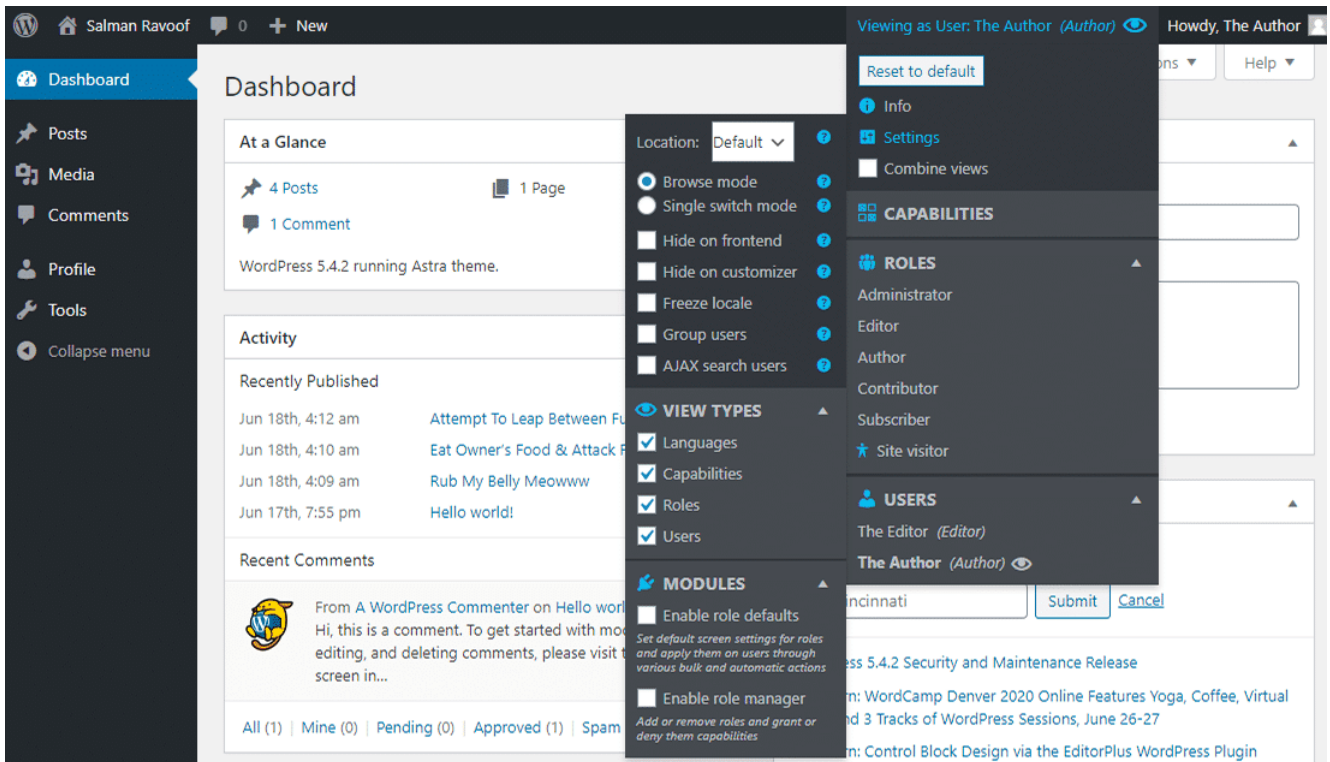 Salman Ravoof
0
New
Viewing as User: The Author (Author)
Howdy, The Author
Dashboard
Posts
Media
Comments
Profile
Tools
Collapse menu
Dashboard
Help
At a Glance
4 Posts
1 Page
1 Comment
WordPress 5.4.2 running Astra theme.
Activity
Recently Published
Jun 18th, 4:12 am Attempt To Leap Between
Jun 18th, 4:10 am Eat Owner's Food & Attack
Jun 18th, 4:09 am Rub My Belly Meowww
Jun 17th, 7:55 pm Hello world!
Recent Comments
From A WordPress Commenter on Hello worl
Hi, this is a comment. To get started with mod
editing, and deleting comments, please visit t
screen in...
All (1) | Mine (0) | Pending (0) | Approved (1) | Spam
Location: Default
Browse mode
Single switch mode
Hide on frontend
Hide on customizer
Freeze locale
Group users
AJAX search users
VIEW TYPES
Languages
Capabilities
Roles
Users
MODULES
Enable role defaults
Set default screen settings for roles
and apply them on users through
various bulk and automatic actions
Enable role manager
Add or remove roles and grant or
deny them capabilities
Reset to default
Info
Settings
Combine views
CAPABILITIES
ROLES
Administrator
Editor
Author
Contributor
Subscriber
Site visitor
USERS
The Editor (Editor)
The Author (Author)
incinnati
Submit
Cancel
ess 5.4.2 Security and Maintenance Release
rn: WordCamp Denver 2020 Online Features Yoga, Coffee, Virtual
nd 3 Tracks of WordPress Sessions, June 26-27
rn: Control Block Design via the EditorPlus WordPress Plugin